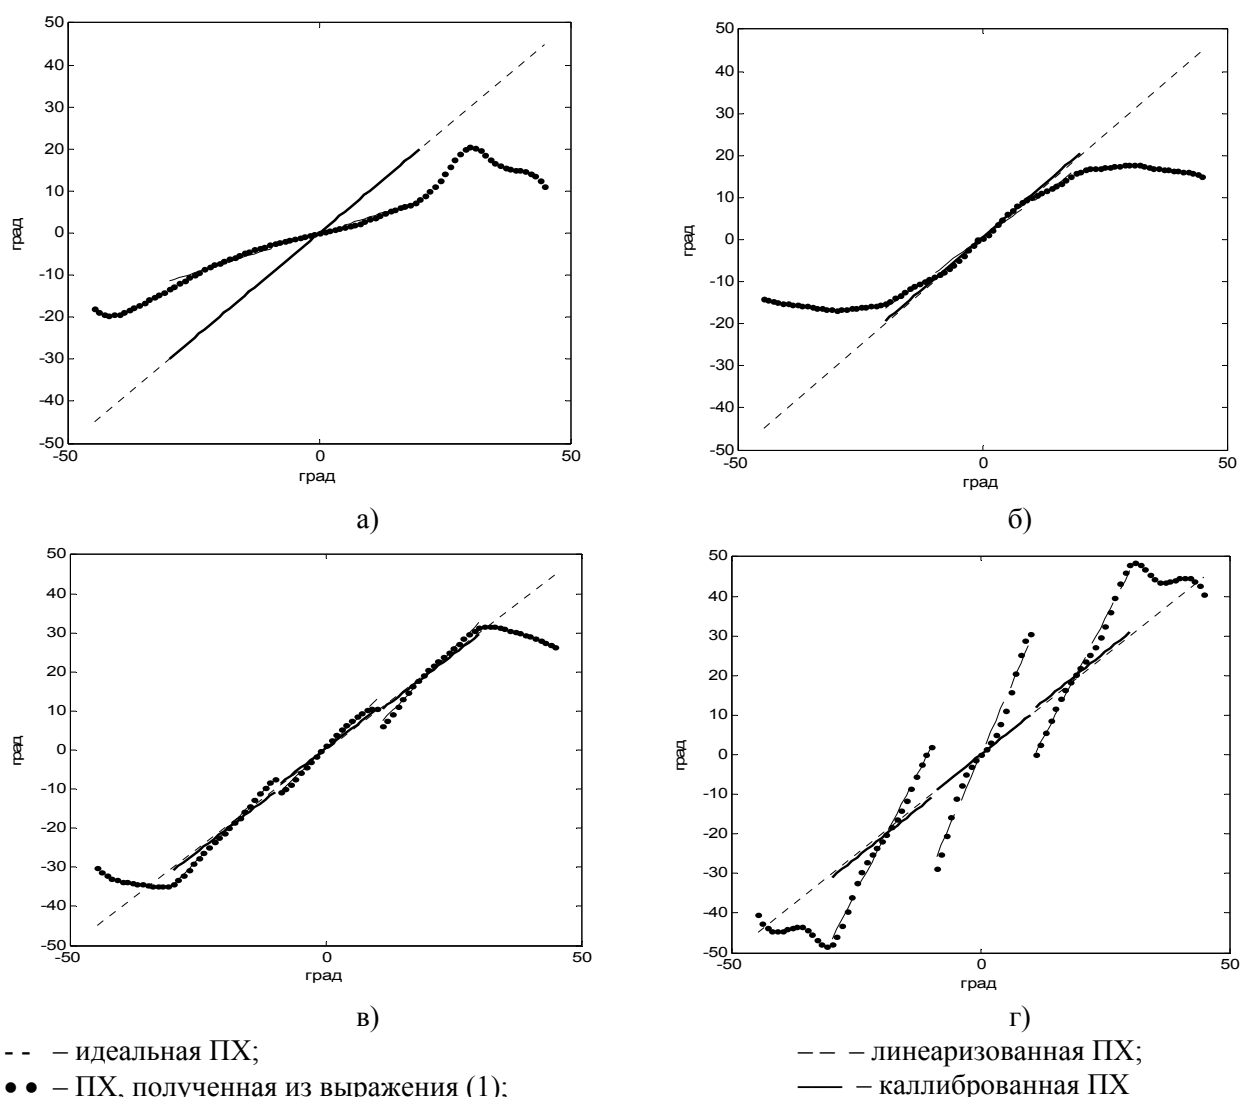 50
40
30
20
10
0
-10
-20
-30
-40
-50
-50 0 50
град
град
а)
50
40
30
20
10
0
-10
-20
-30
-40
-50
-50 0 50
град
град
б)
50
40
30
20
10
0
-10
-20
-30
-40
-50
-50 0 50
град
град
в)
50
40
30
20
10
0
-10
-20
-30
-40
-50
-50 0 50
град
град
г)
- - – идеальная ПХ;
– – – линеаризованная ПХ;
●● – ПХ, полученная из выражения (1);
— – каллиброванная ПХ